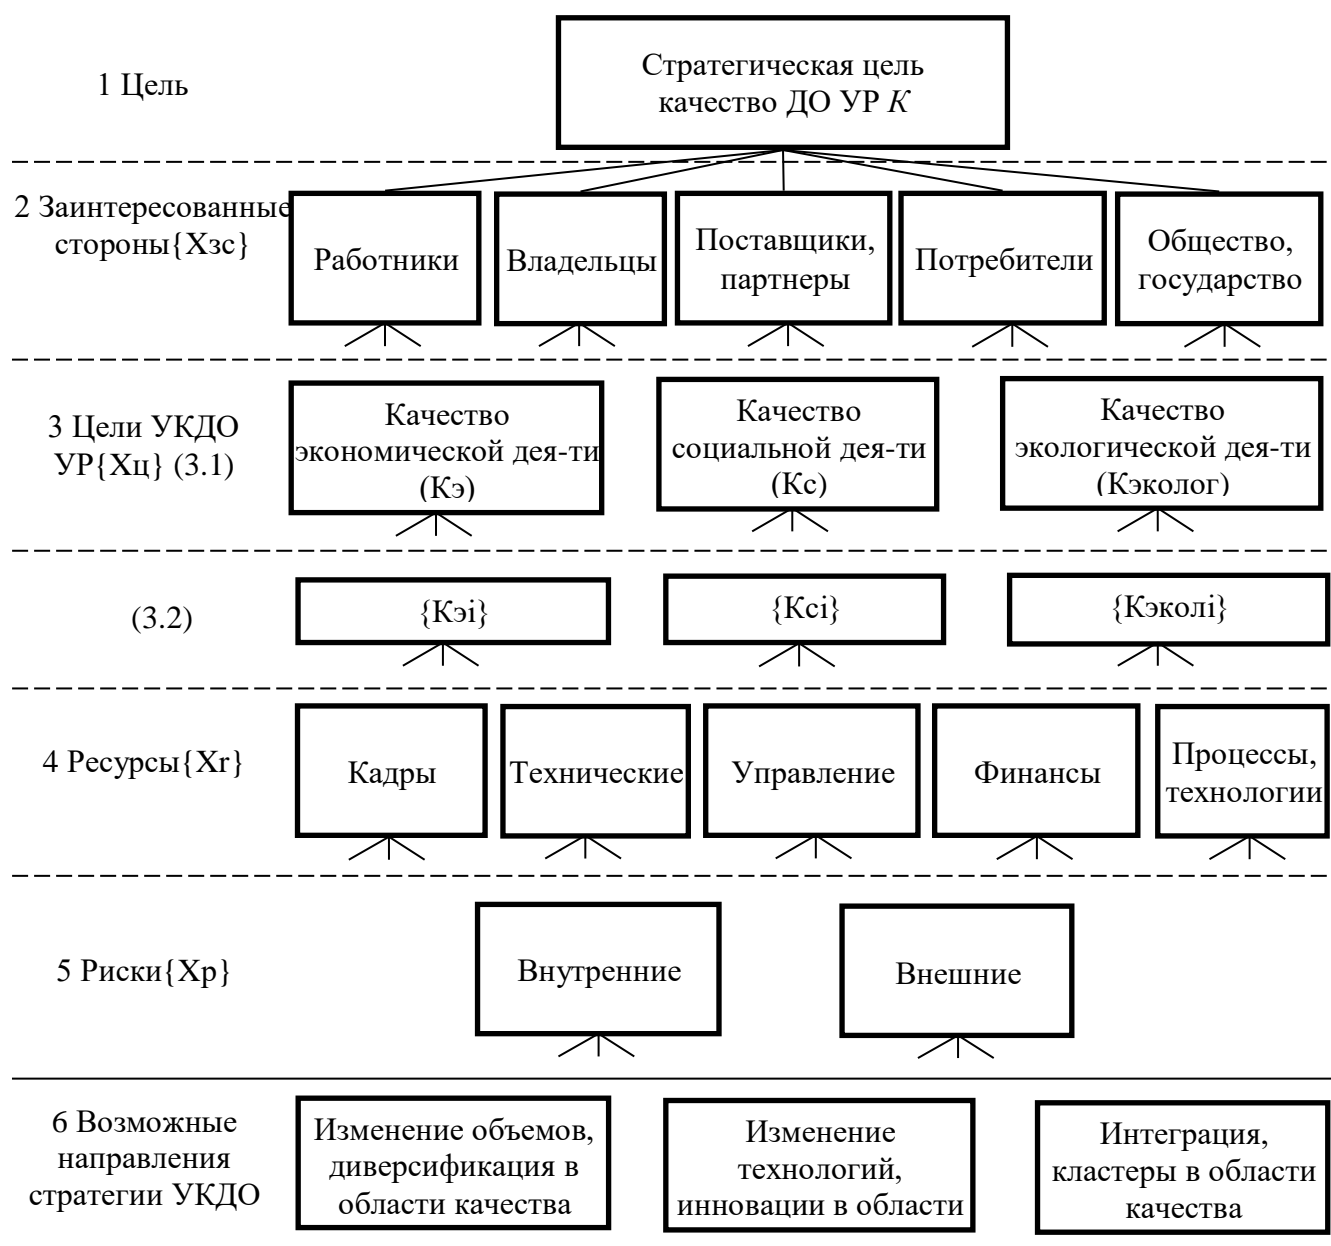 1 Цель
Стратегическая цель
качество ДО УР К
2 Заинтересованные
стороны{Хзс}
Работники
Владельцы
Поставщики,
партнеры
Потребители
Общество,
государство
3 Цели УКДО
УР{Хц} (3.1)
Качество
экономической дея-ти
(Кэ)
Качество
социальной дея-ти
(Кс)
Качество
экологической дея-ти
(Кэколог)
(3.2)
{Кэi}
{Ксi}
{Кэколi}
4 Ресурсы{Хr}
Кадры
Технические
Управление
Финансы
Процессы,
технологии
5 Риски{Хр}
Внутренние
Внешние
6 Возможные
направления
стратегии УКДО
Изменение объемов,
диверсификация в
области качества
Изменение
технологий,
инновации в области
Интеграция,
кластеры в области
качества